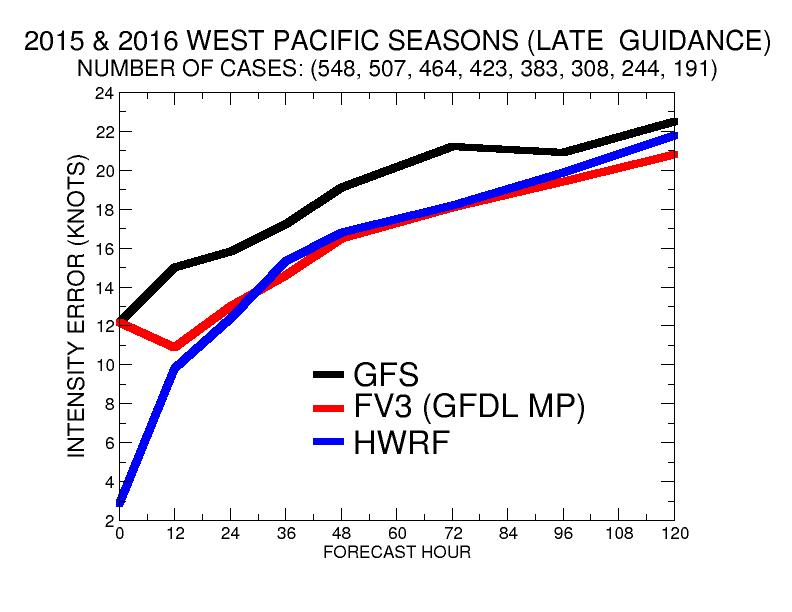 2015 & 2016 WEST PACIFIC SEASONS (LATE  GUIDANCE)
NUMBER OF CASES: (548, 507, 464, 423, 383, 308, 244, 191)
INTENSITY ERROR (KNOTS)
24
22
20
18
16
14
12
10
8
6
4
2
GFS
FV3 (GFDL MP)
HWRF
0 12 24 36 48 60 72 84 96 108 120
FORECAST HOUR